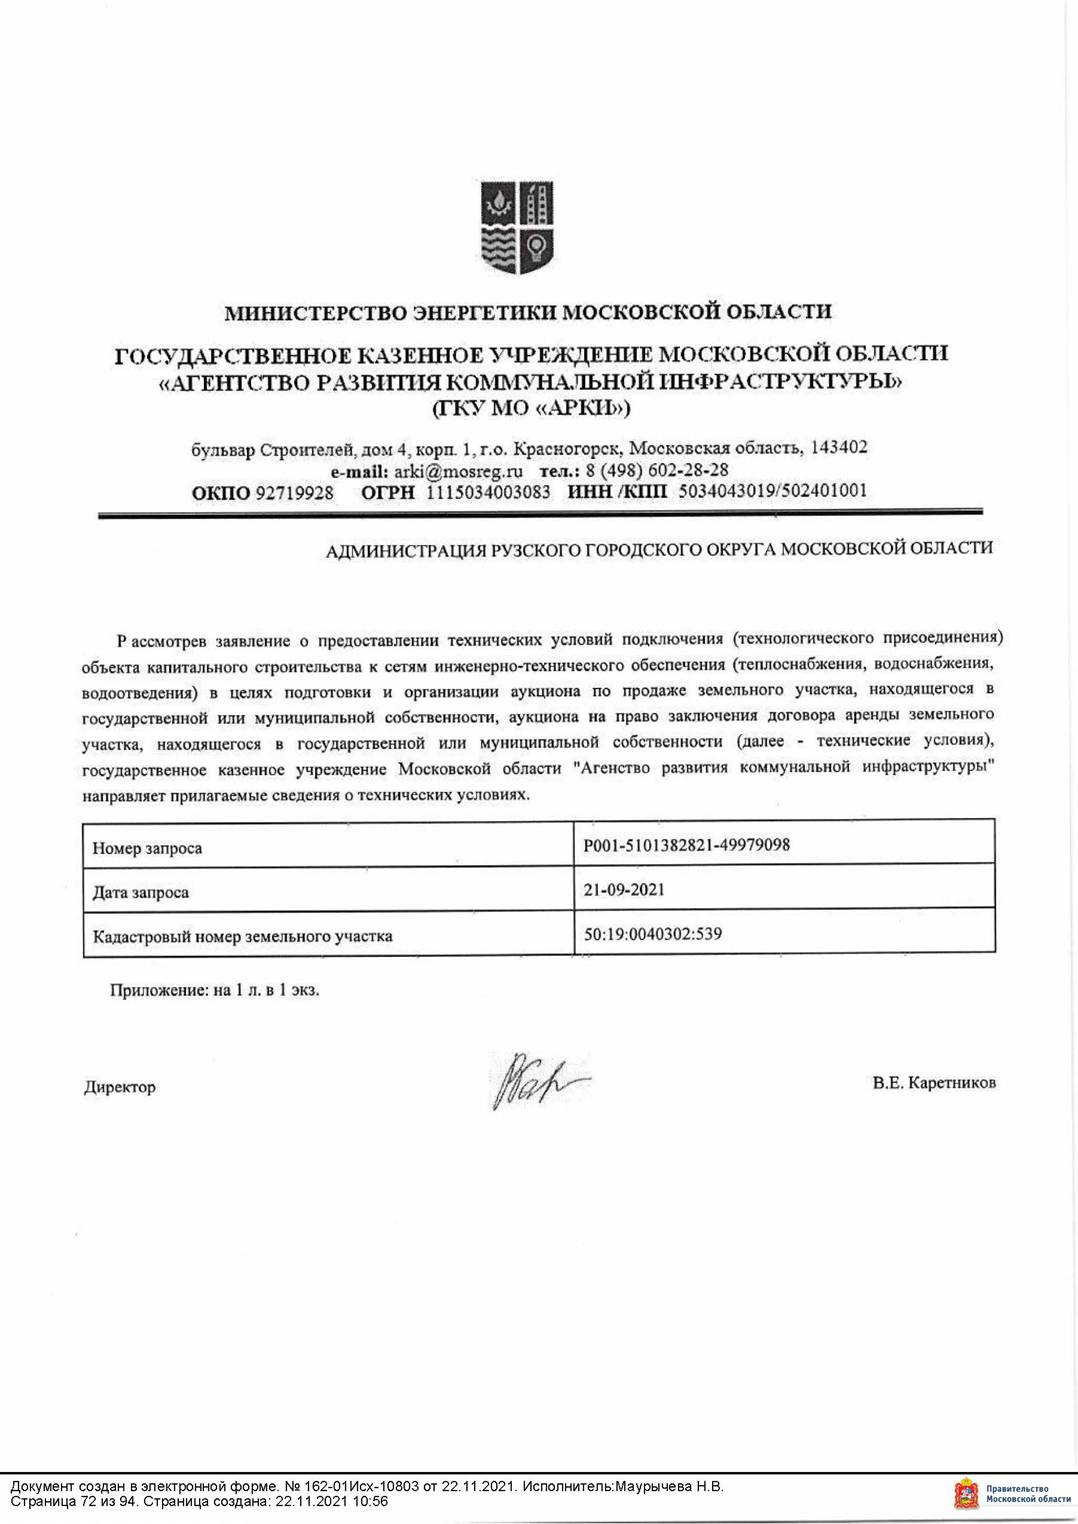 МИНИСТЕРСТВО ЭНЕРГЕТИКИ МОСКОВСКОЙ ОБЛАСТИ
ГОСУДАРСТВЕННОЕ КАЗЕННОЕ УЧРЕЖДЕНИЕ МОСКОВСКОЙ ОБЛАСТИ
«АГЕНТСТВО РАЗВИТИЯ КОММУНАЛЬНОЙ ИНФРАСТРУКТУРЫ»
(ГКУ МО «АРКИ»)
бульвар Строителей, дом 4, корп. 1, г.о. Красногорск, Московская область, 143402
e-mail: arki@mosreg.ru тел.: 8 (498) 602-28-28
ОКПО 92719928 ОГРН 1115034003083 ИНН /КПП 5034043019/502401001
АДМИНИСТРАЦИЯ РУЗСКОГО ГОРОДСКОГО ОКРУГА МОСКОВСКОЙ ОБЛАСТИ
Р ассмотрев заявление о предоставлении технических условий подключения (технологического присоединения)
объекта капитального строительства к сетям инженерно-технического обеспечения (теплоснабжения, водоснабжения,
водоотведения) в целях подготовки и организации аукциона по продаже земельного участка, находящегося в
государственной или муниципальной собственности, аукциона на право заключения договора аренды земельного
участка, находящегося в государственной или муниципальной собственности (далее - технические условия),
государственное казенное учреждение Московской области "Агенство развития коммунальной инфраструктуры"
направляет прилагаемые сведения о технических условиях.
Номер запроса P001-5101382821-49979098
Дата запроса 21-09-2021
Кадастровый номер земельного участка 50:19:0040302:539
Приложение: на 1 л. в 1 экз.
Директор В.Е. Каретников
Документ создан в электронной форме. № 162-01Исх-10803 от 22.11.2021. Исполнитель:Маурычева Н.В.
Страница 72 из 94. Страница создана: 22.11.2021 10:56
Правительство
Московской области